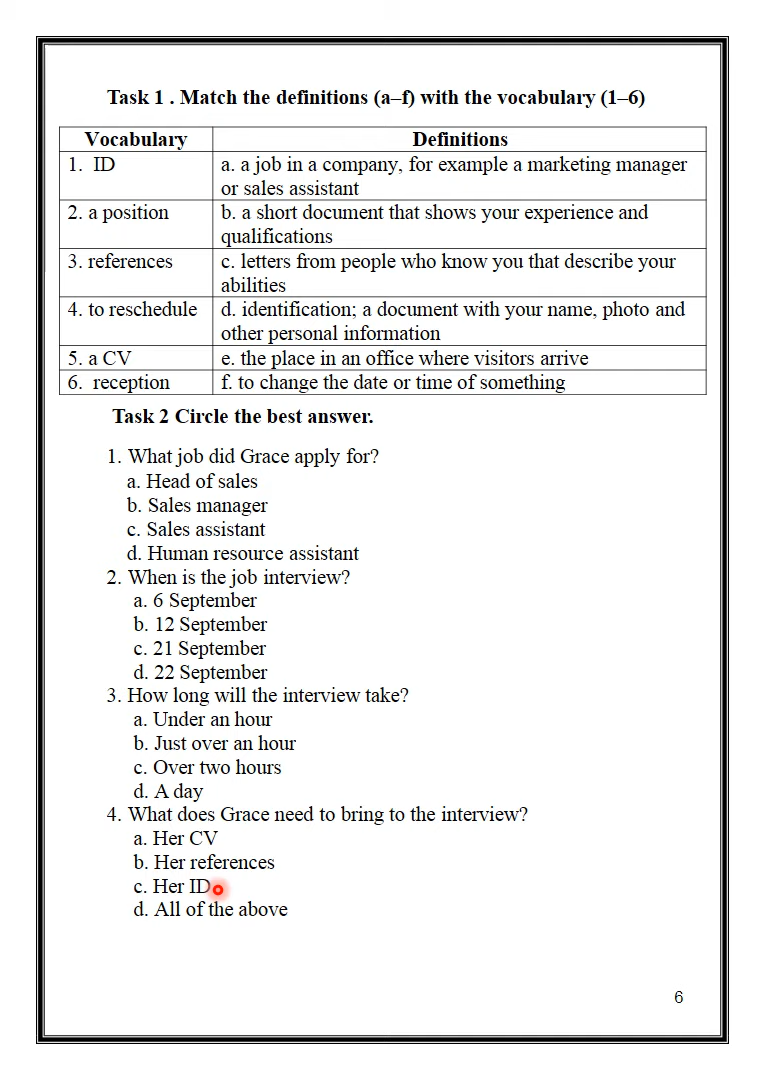 Task 1 . Match the definitions (a–f) with the vocabulary (1–6)
Vocabulary Definitions
1. ID a. a job in a company, for example a marketing manager
or sales assistant
2. a position b. a short document that shows your experience and
qualifications
3. references c. letters from people who know you that describe your
abilities
4. to reschedule d. identification; a document with your name, photo and
other personal information
5. a CV e. the place in an office where visitors arrive
6. reception f. to change the date or time of something
Task 2 Circle the best answer.
1. What job did Grace apply for?
a. Head of sales
b. Sales manager
c. Sales assistant
d. Human resource assistant
2. When is the job interview?
a. 6 September
b. 12 September
c. 21 September
d. 22 September
3. How long will the interview take?
a. Under an hour
b. Just over an hour
c. Over two hours
d. A day
4. What does Grace need to bring to the interview?
a. Her CV
b. Her references
c. Her ID
d. All of the above
6